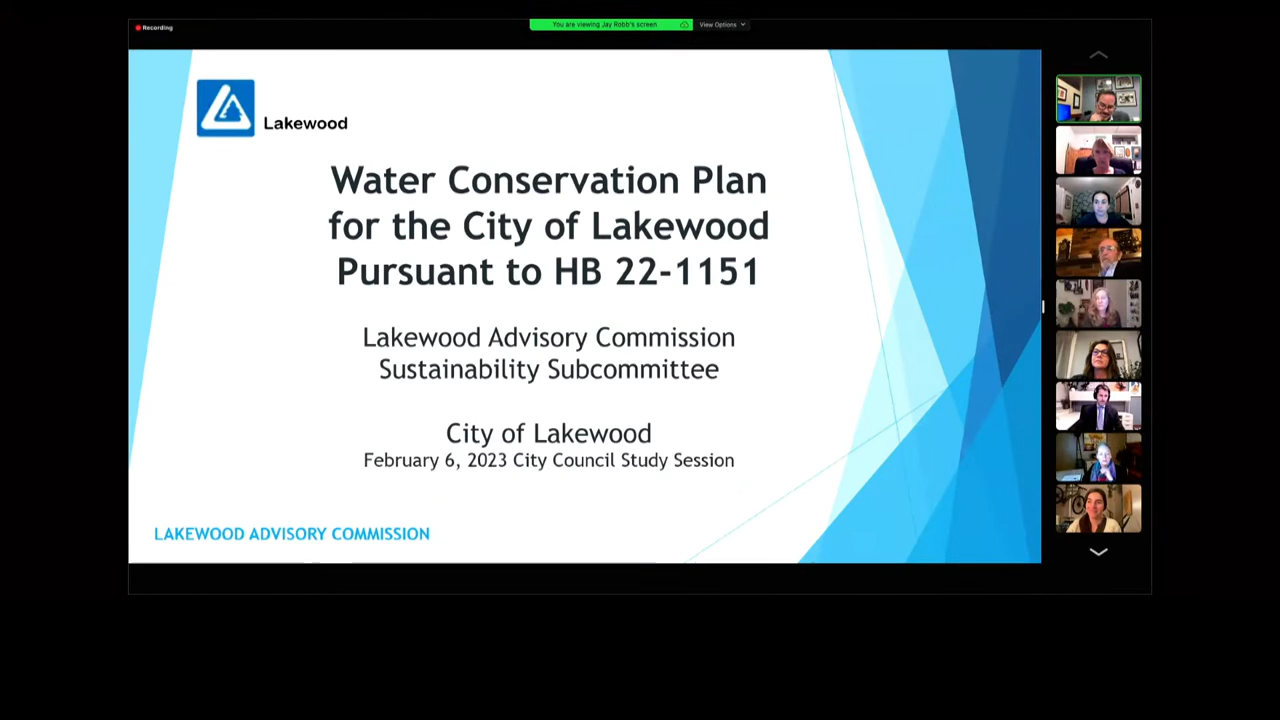 Recording
You are viewing Jay Robb's screen
View Options
Lakewood
Water Conservation Plan
for the City of Lakewood
Pursuant to HB 22-1151
Lakewood Advisory Commission
Sustainability Subcommittee
City of Lakewood
February 6, 2023 City Council Study Session
LAKEWOOD ADVISORY COMMISSION